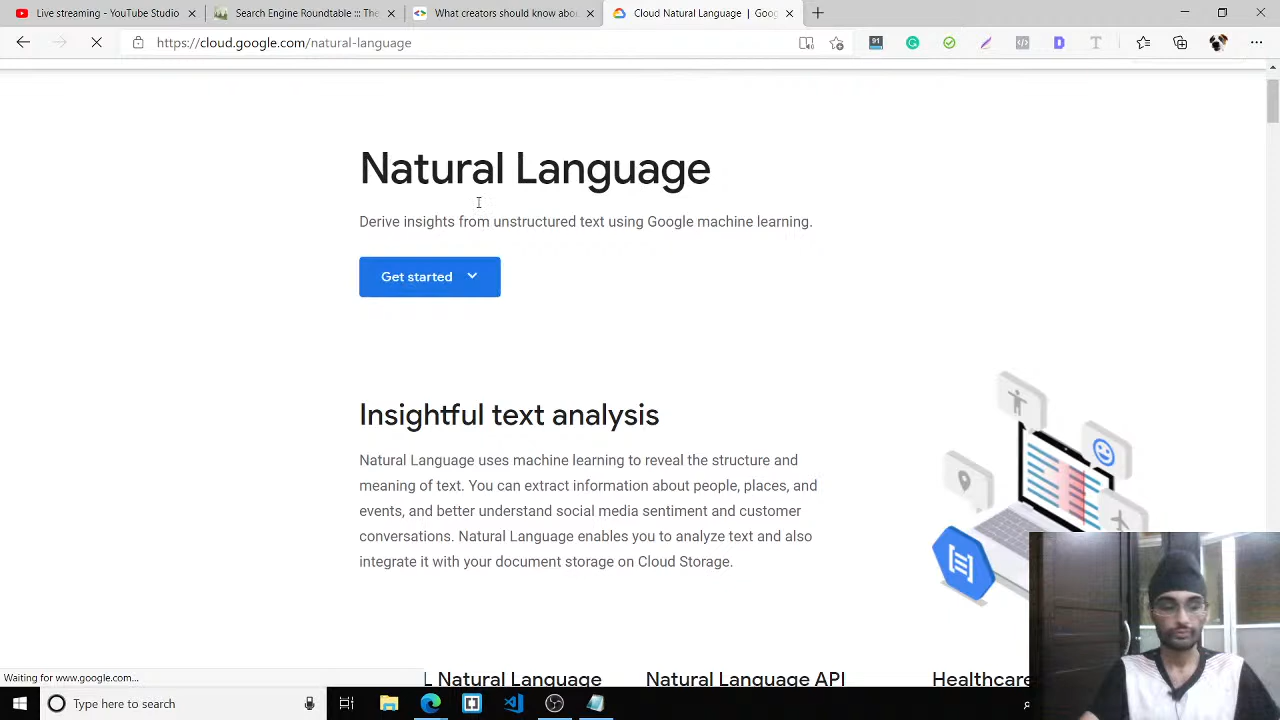 Live streaming - YouTube Studio
Search Engine Roundtable ::: The
What creators should know abou
Cloud Natural Language | Goog
https://cloud.google.com/natural-language
91
Natural Language
Derive insights from unstructured text using Google machine learning.
Get started
Insightful text analysis
Natural Language uses machine learning to reveal the structure and
meaning of text. You can extract information about people, places, and
events, and better understand social media sentiment and customer
conversations. Natural Language enables you to analyze text and also
integrate it with your document storage on Cloud Storage.
Waiting for www.google.com...
L Natural Language
Natural Language API
Healthcare
Type here to search